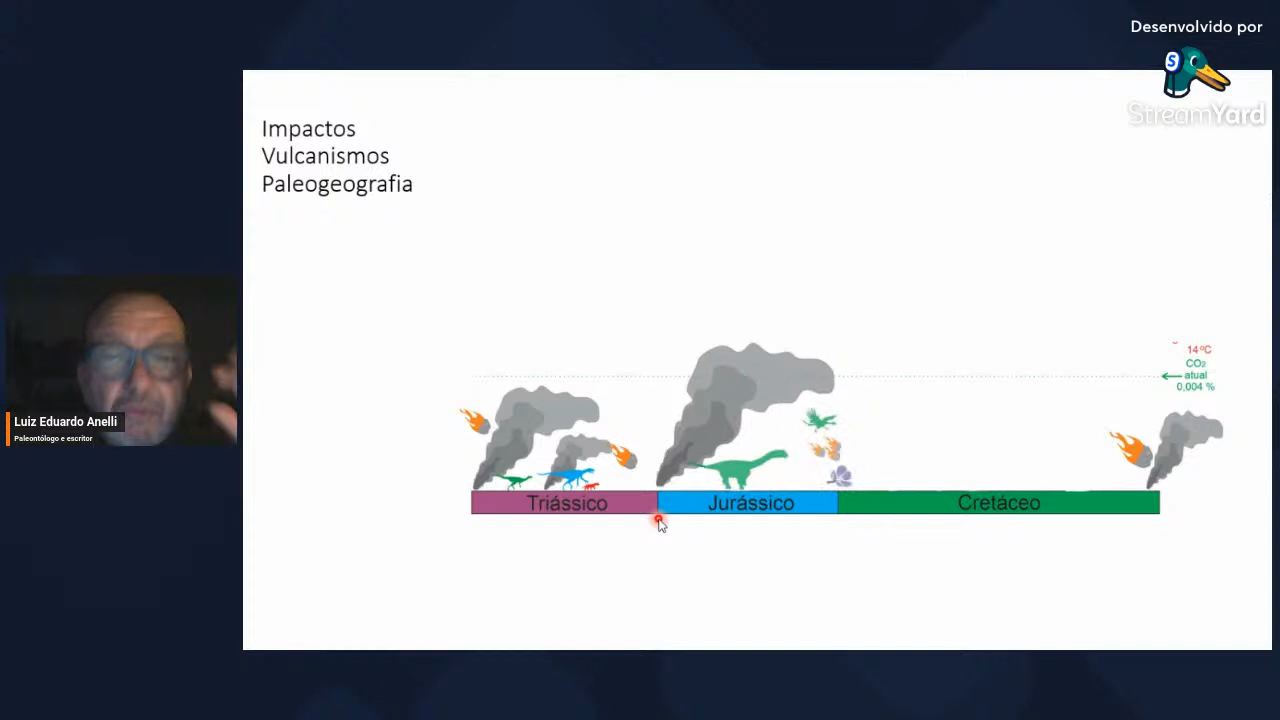 Desenvolvido por
S
StreamYard
Impactos
Vulcanismos
Paleogeografia
14ºC
CO₂
atual
0,004 %
Luiz Eduardo Anelli
Paleontólogo e escritor
Triássico
Jurássico
Cretáceo